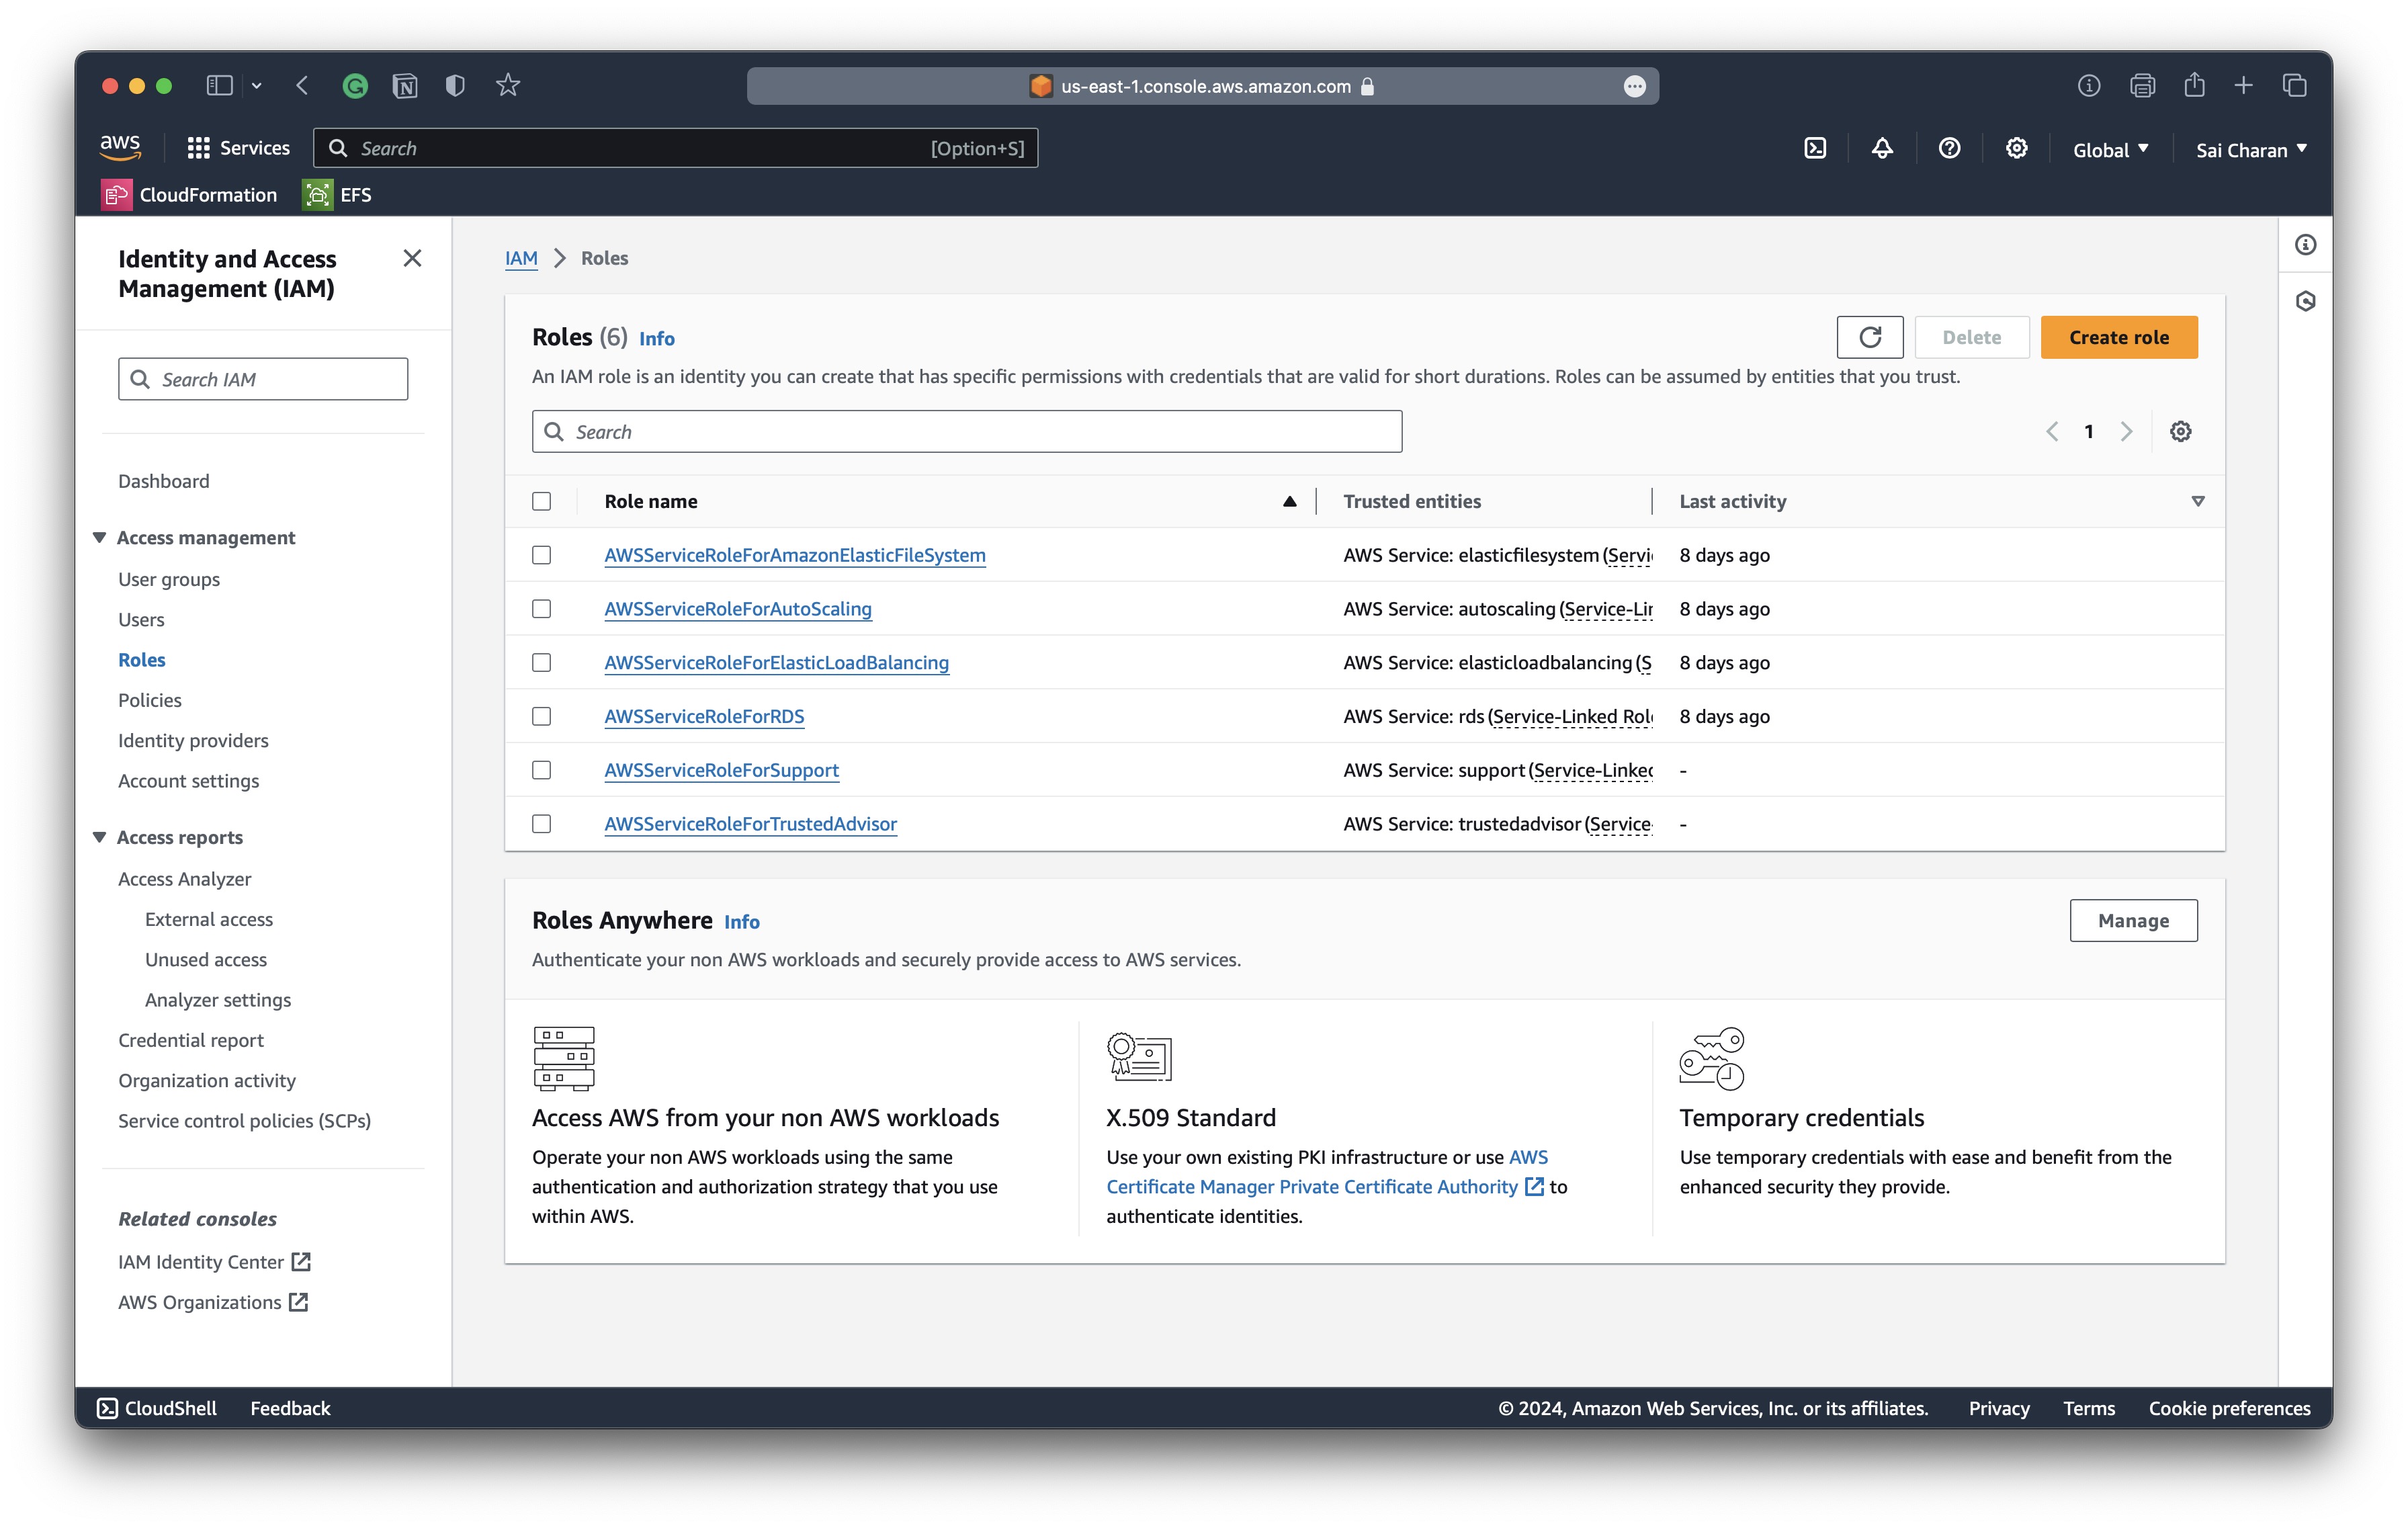 us-east-1.console.aws.amazon.com
aws
Services
Search
[Option+S]
Global
Sai Charan
CloudFormation
EFS
Identity and Access
Management (IAM)
Search IAM
Dashboard
Access management
User groups
Users
Roles
Policies
Identity providers
Account settings
Access reports
Access Analyzer
External access
Unused access
Analyzer settings
Credential report
Organization activity
Service control policies (SCPs)
Related consoles
IAM Identity Center
AWS Organizations
IAM > Roles
Roles (6) Info
Delete
Create role
An IAM role is an identity you can create that has specific permissions with credentials that are valid for short durations. Roles can be assumed by entities that you trust.
Search
1
Role name Trusted entities Last activity
AWSServiceRoleForAmazonElasticFileSystem AWS Service: elasticfilesystem (Servi 8 days ago
AWSServiceRoleForAutoScaling AWS Service: autoscaling (Service-Lin 8 days ago
AWSServiceRoleForElasticLoadBalancing AWS Service: elasticloadbalancing (S 8 days ago
AWSServiceRoleForRDS AWS Service: rds (Service-Linked Role 8 days ago
AWSServiceRoleForSupport AWS Service: support (Service-Linked -
AWSServiceRoleForTrustedAdvisor AWS Service: trustedadvisor (Service- -
Roles Anywhere Info
Manage
Authenticate your non AWS workloads and securely provide access to AWS services.
Access AWS from your non AWS workloads
Operate your non AWS workloads using the same
authentication and authorization strategy that you use
within AWS.
X.509 Standard
Use your own existing PKI infrastructure or use AWS
Certificate Manager Private Certificate Authority to
authenticate identities.
Temporary credentials
Use temporary credentials with ease and benefit from the
enhanced security they provide.
CloudShell
Feedback
© 2024, Amazon Web Services, Inc. or its affiliates.
Privacy
Terms
Cookie preferences